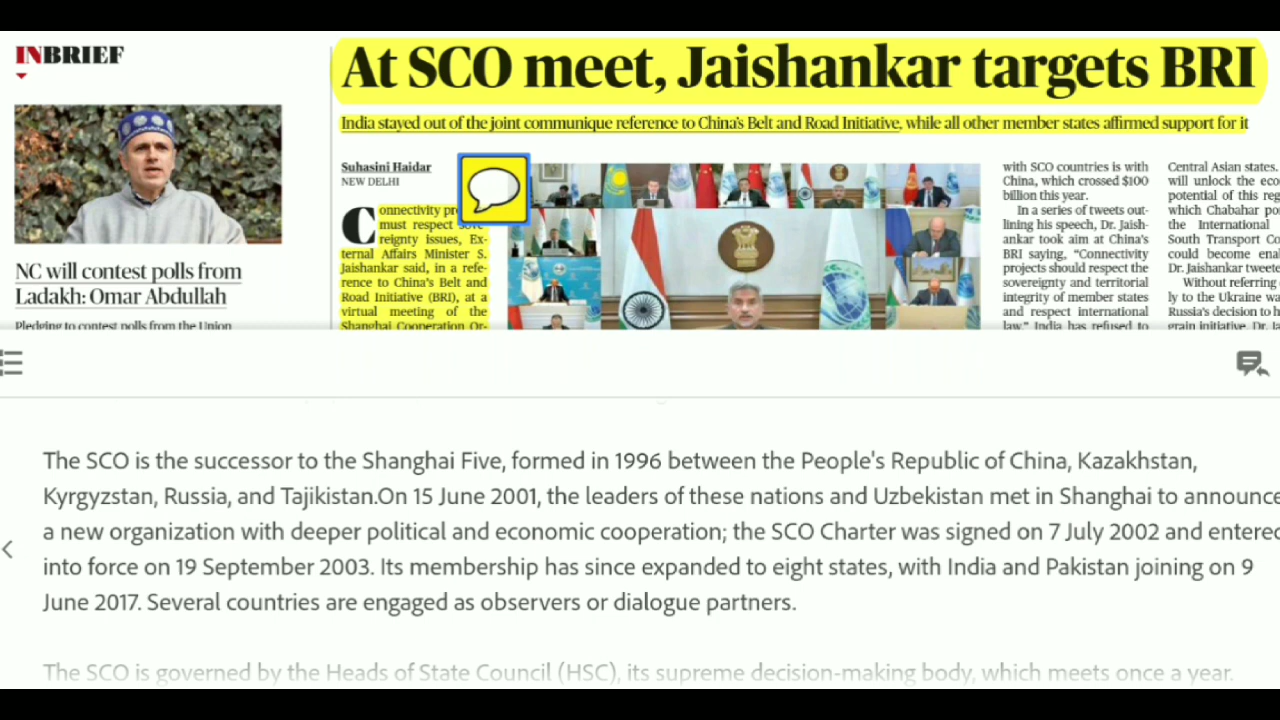 INBRIEF
NC will contest polls from
Ladakh: Omar Abdullah
Pledging to contest polls from the Union
At SCO meet, Jaishankar targets BRI
India stayed out of the joint communique reference to China's Belt and Road Initiative, while all other member states affirmed support for it
Suhasini Haidar
NEW DELHI
Connectivity
must respect
reignty issues, Ex-
ternal Affairs Minister S.
Jaishankar said, in a refe-
rence to China's Belt and
Road Initiative (BRI), at a
virtual meeting of the
Shanghai Cooperation Or-
with SCO countries is with
China, which crossed $100
billion this year.
In a series of tweets out-
lining his speech, Dr. Jaish-
ankar took aim at China's
BRI saying, “Connectivity
projects should respect the
sovereignty and territorial
integrity of member states
and respect international
law.” India has refused to
Central Asian states.
will unlock the
potential of this
which Chabahar
the International
South Transport
could become
Dr. Jaishankar
Without referring
ly to the Ukraine
Russia's decision to
grain initiative, Dr.
The SCO is the successor to the Shanghai Five, formed in 1996 between the People's Republic of China, Kazakhstan,
Kyrgyzstan, Russia, and Tajikistan.On 15 June 2001, the leaders of these nations and Uzbekistan met in Shanghai to announce
a new organization with deeper political and economic cooperation; the SCO Charter was signed on 7 July 2002 and entered
into force on 19 September 2003. Its membership has since expanded to eight states, with India and Pakistan joining on 9
June 2017. Several countries are engaged as observers or dialogue partners.
The SCO is governed by the Heads of State Council (HSC), its supreme decision-making body, which meets once a year.